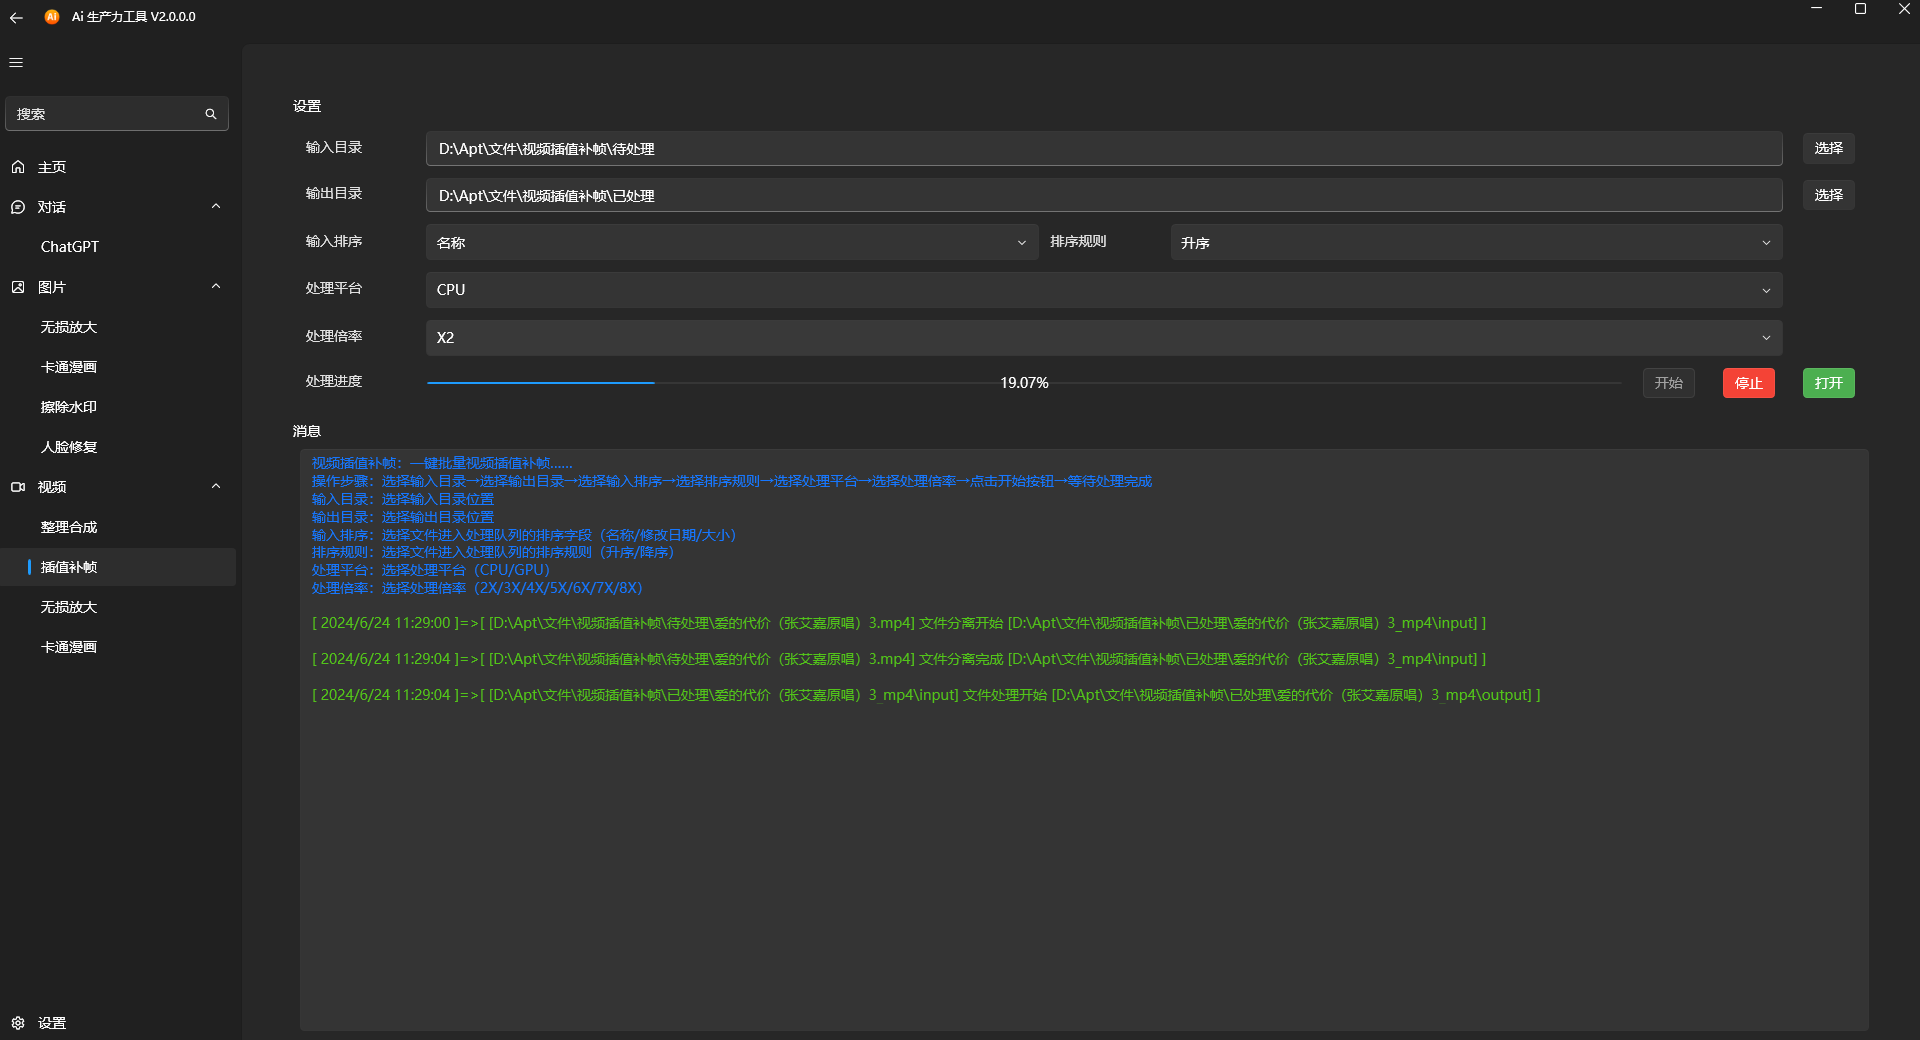 Ai 生产力工具 V2.0.0.0
搜索
主页
对话
ChatGPT
图片
无损放大
卡通漫画
擦除水印
人脸修复
视频
整理合成
插值补帧
无损放大
卡通漫画
设置
设置
输入目录 D:\Apt\文件\视频插值补帧\待处理 选择
输出目录 D:\Apt\文件\视频插值补帧\已处理 选择
输入排序 名称 排序规则 升序
处理平台 CPU
处理倍率 X2
处理进度 19.07% 开始 停止 打开
消息
视频插值补帧：一键批量视频插值补帧......
操作步骤：选择输入目录→选择输出目录→选择输入排序→选择排序规则→选择处理平台→选择处理倍率→点击开始按钮→等待处理完成
输入目录：选择输入目录位置
输出目录：选择输出目录位置
输入排序：选择文件进入处理队列的排序字段（名称/修改日期/大小）
排序规则：选择文件进入处理队列的排序规则（升序/降序）
处理平台：选择处理平台（CPU/GPU）
处理倍率：选择处理倍率（2X/3X/4X/5X/6X/7X/8X）
[ 2024/6/24 11:29:00 ]=>[ [D:\Apt\文件\视频插值补帧\待处理\爱的代价（张艾嘉原唱）3.mp4] 文件分离开始 [D:\Apt\文件\视频插值补帧\已处理\爱的代价（张艾嘉原唱）3_mp4\input] ]
[ 2024/6/24 11:29:04 ]=>[ [D:\Apt\文件\视频插值补帧\待处理\爱的代价（张艾嘉原唱）3.mp4] 文件分离完成 [D:\Apt\文件\视频插值补帧\已处理\爱的代价（张艾嘉原唱）3_mp4\input] ]
[ 2024/6/24 11:29:04 ]=>[ [D:\Apt\文件\视频插值补帧\已处理\爱的代价（张艾嘉原唱）3_mp4\input] 文件处理开始 [D:\Apt\文件\视频插值补帧\已处理\爱的代价（张艾嘉原唱）3_mp4\output] ]